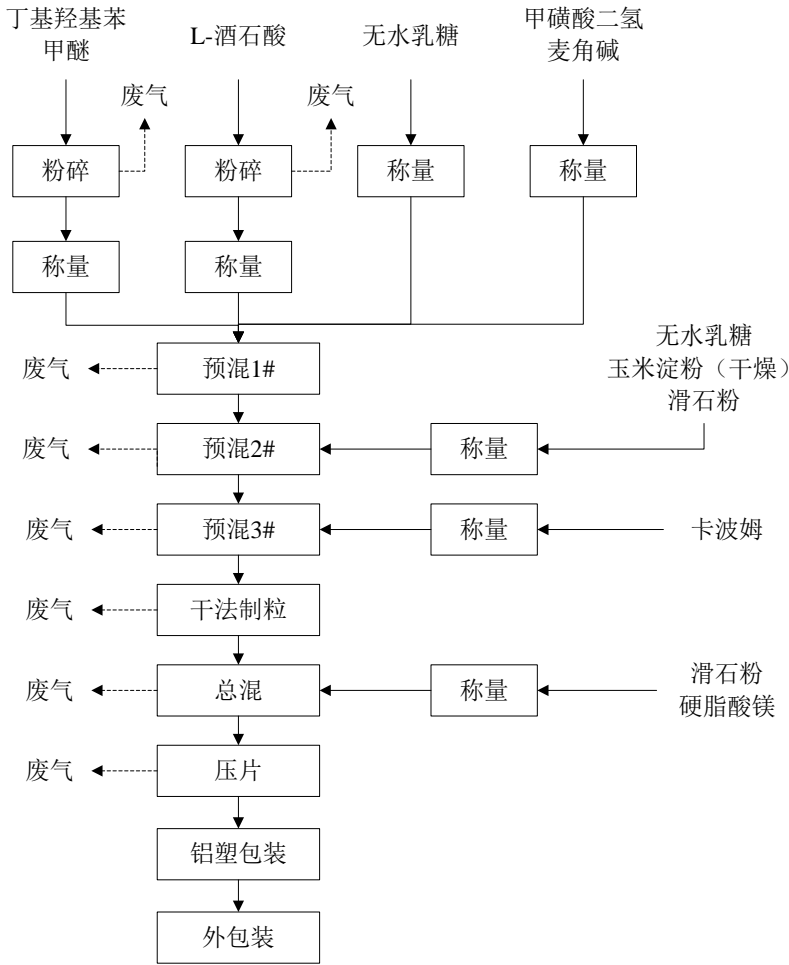 丁基羟基苯
甲醚
L-酒石酸
无水乳糖
甲磺酸二氢
麦角碱
废气
废气
粉碎
粉碎
称量
称量
称量
称量
预混1#
废气
无水乳糖
玉米淀粉（干燥）
滑石粉
预混2#
废气
称量
预混3#
废气
称量
卡波姆
干法制粒
废气
总混
废气
称量
滑石粉
硬脂酸镁
压片
废气
铝塑包装
外包装